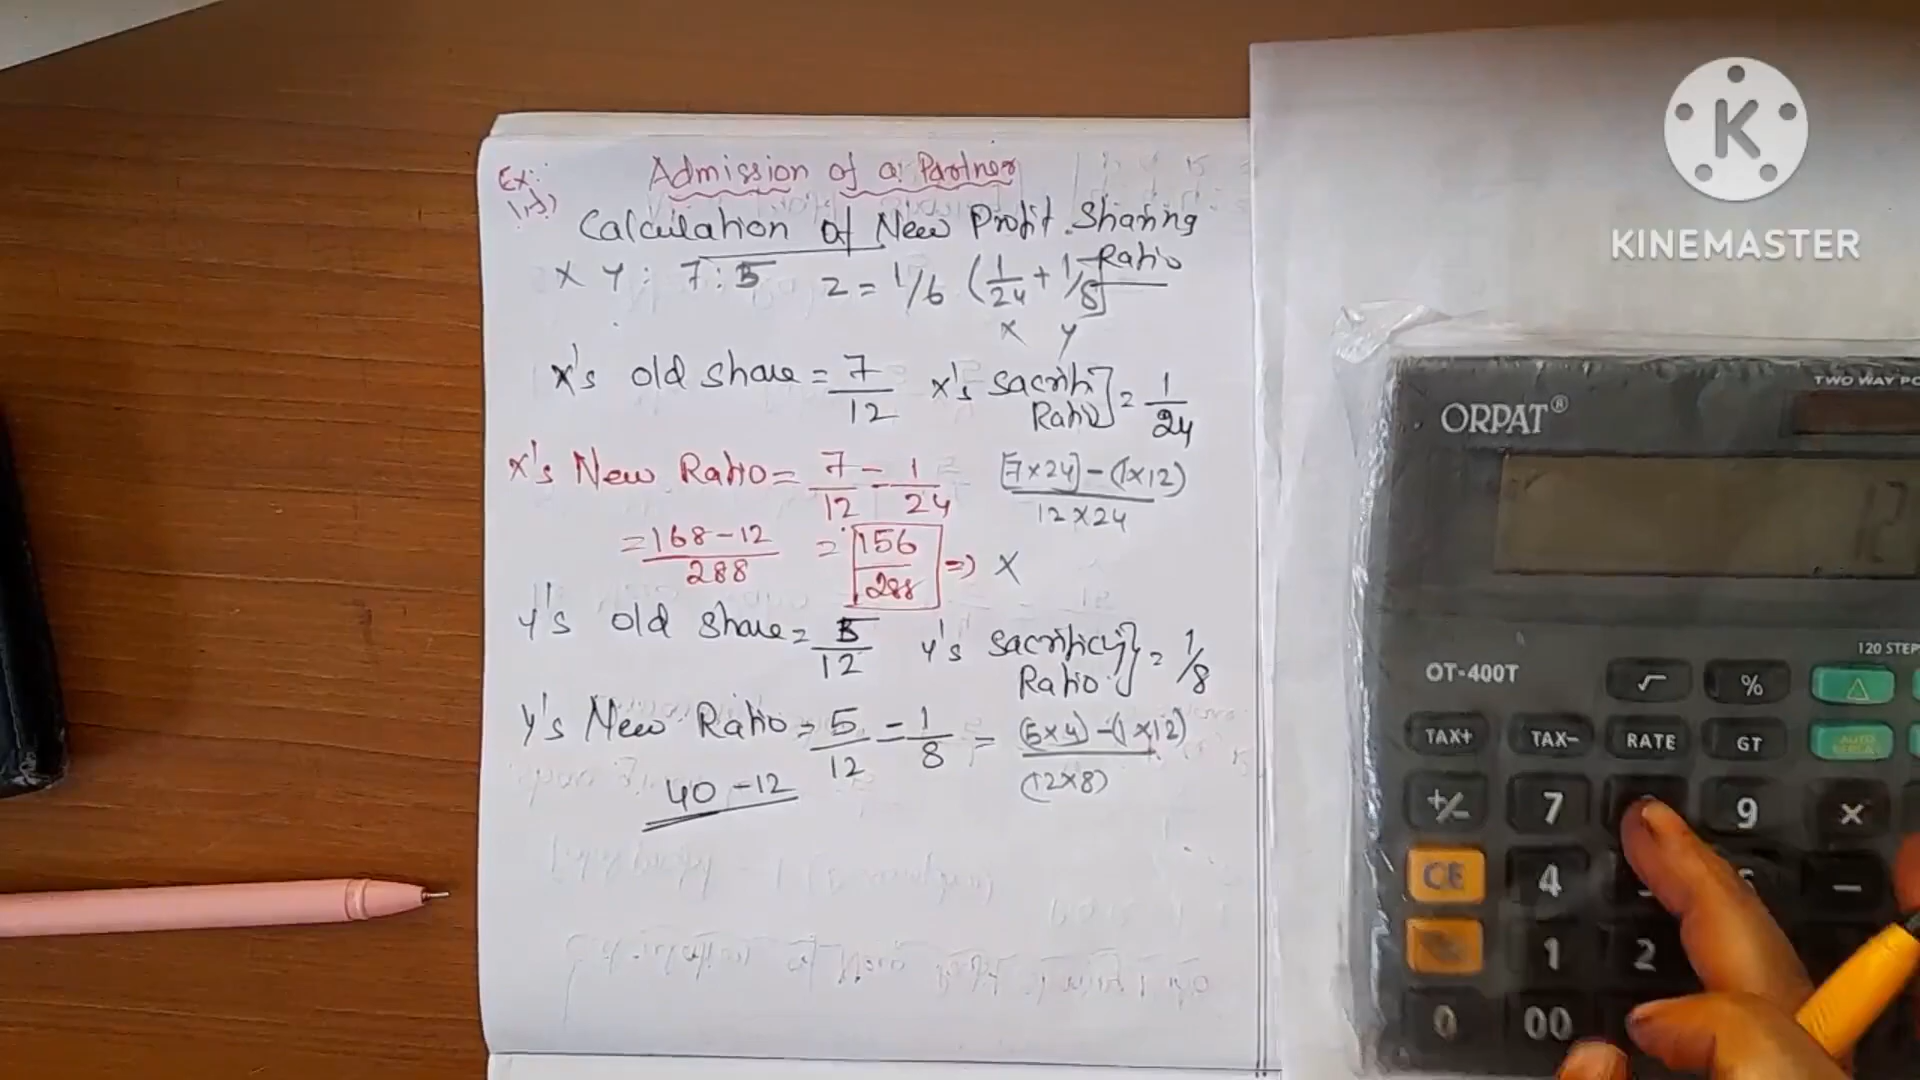 Ex:
Admission of a Partner
Calculation of New Profit Sharing
Ratio
X Y : 7:5 Z = 1/6 (1/24 + 1/8)
X Y
X's old share = 7/12 X's Sacrifi Ratio] = 1/24
X's New Ratio = 7/12 - 1/24 (7×24) - (1×12) / 12×24
= 168-12 / 288 = 156/288 => X
Y's old share = 5/12 Y's Sacrificing Ratio} = 1/8
Y's New Ratio = 5/12 - 1/8 = (5×4) - (1×12) / (12×8)
40 - 12
K
KINEMASTER
TWO WAY PO
ORPAT®
12
120 STEP
OT-400T
√ %
TAX+ TAX- RATE GT
+/- 7 9 ×
CE 4 −
1 2
0 00